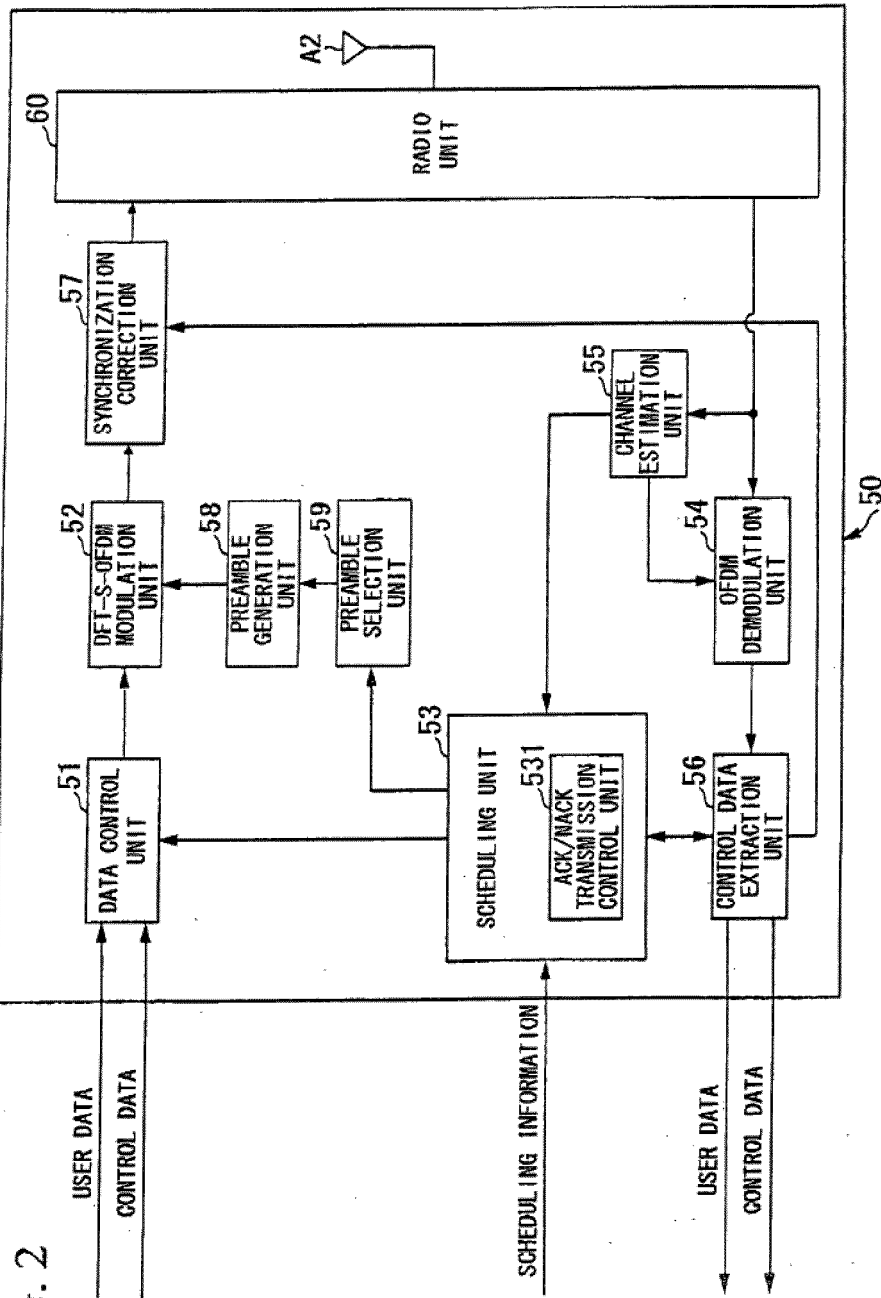 . 2
USER DATA
CONTROL DATA
51
DATA CONTROL
UNIT
52
DFT-S-OFDM
MODULATION
UNIT
57
SYNCHRONIZATION
CORRECTION
UNIT
60
RADIO
UNIT
A2
58
PREAMBLE
GENERATION
UNIT
59
PREAMBLE
SELECTION
UNIT
SCHEDULING INFORMATION
53
SCHEDULING UNIT
531
ACK/NACK
TRANSMISSION
CONTROL UNIT
55
CHANNEL
ESTIMATION
UNIT
USER DATA
CONTROL DATA
56
CONTROL DATA
EXTRACTION
UNIT
54
OFDM
DEMODULATION
UNIT
50